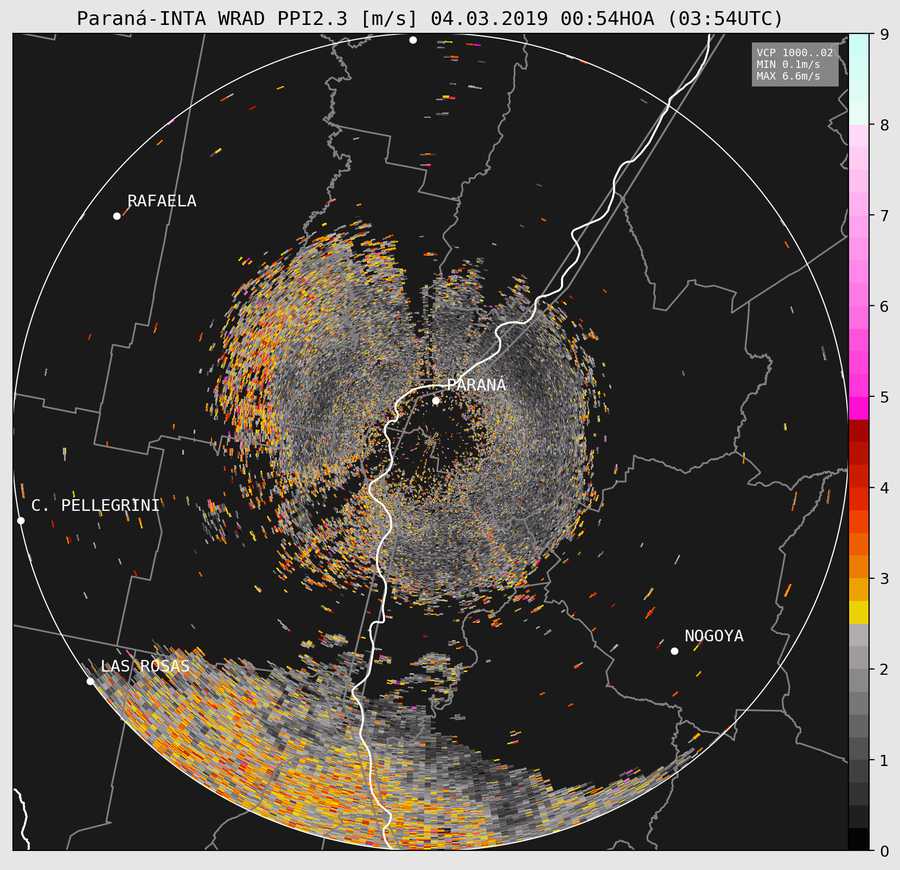 Paraná-INTA WRAD PPI2.3 [m/s] 04.03.2019 00:54HOA (03:54UTC)
VCP 1000..02
MIN 0.1m/s
MAX 6.6m/s
9
8
7
6
5
4
3
2
1
0
RAFAELA
PARANÁ
C. PELLEGRINI
NOGOYA
LAS ROSAS